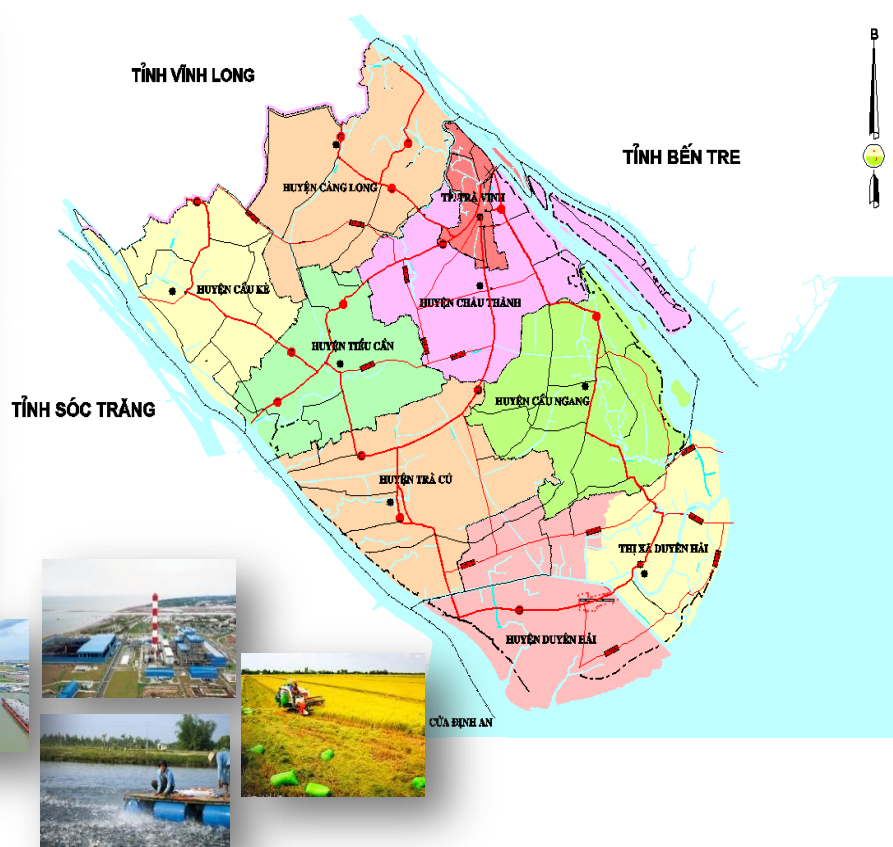 B
TỈNH VĨNH LONG
TỈNH BẾN TRE
HUYỆN CÀNG LONG
TP. TRÀ VINH
HUYỆN CẦU KÈ
HUYỆN CHÂU THÀNH
HUYỆN TIỂU CẦN
TỈNH SÓC TRĂNG
HUYỆN CẦU NGANG
HUYỆN TRÀ CÚ
THỊ XÃ DUYÊN HẢI
HUYỆN DUYÊN HẢI
CỬA ĐỊNH AN